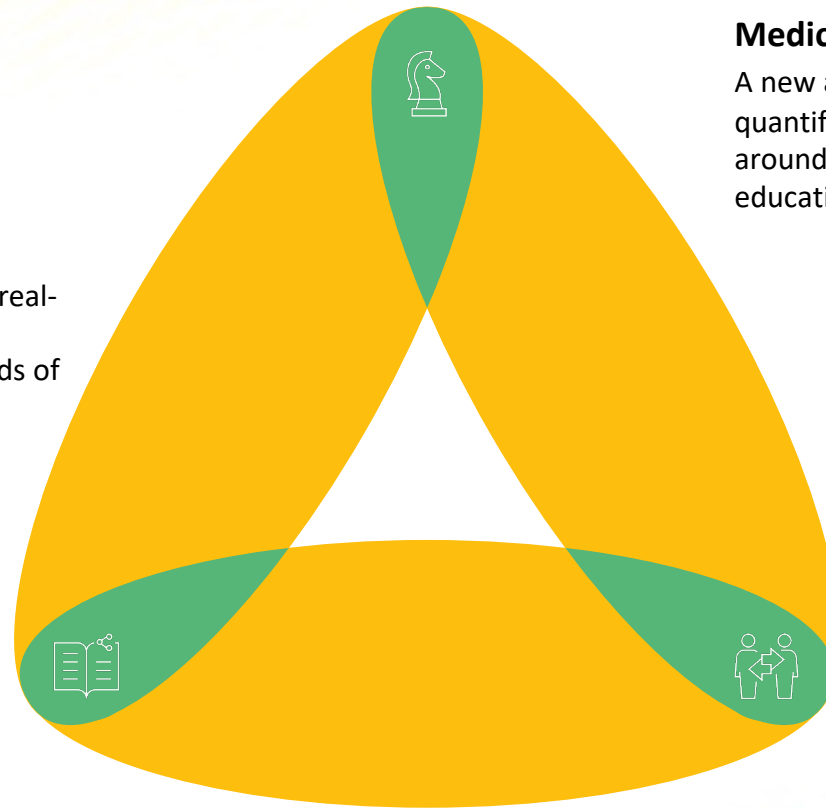 Medic
A new a
quantif
around
educati
real-
ds of